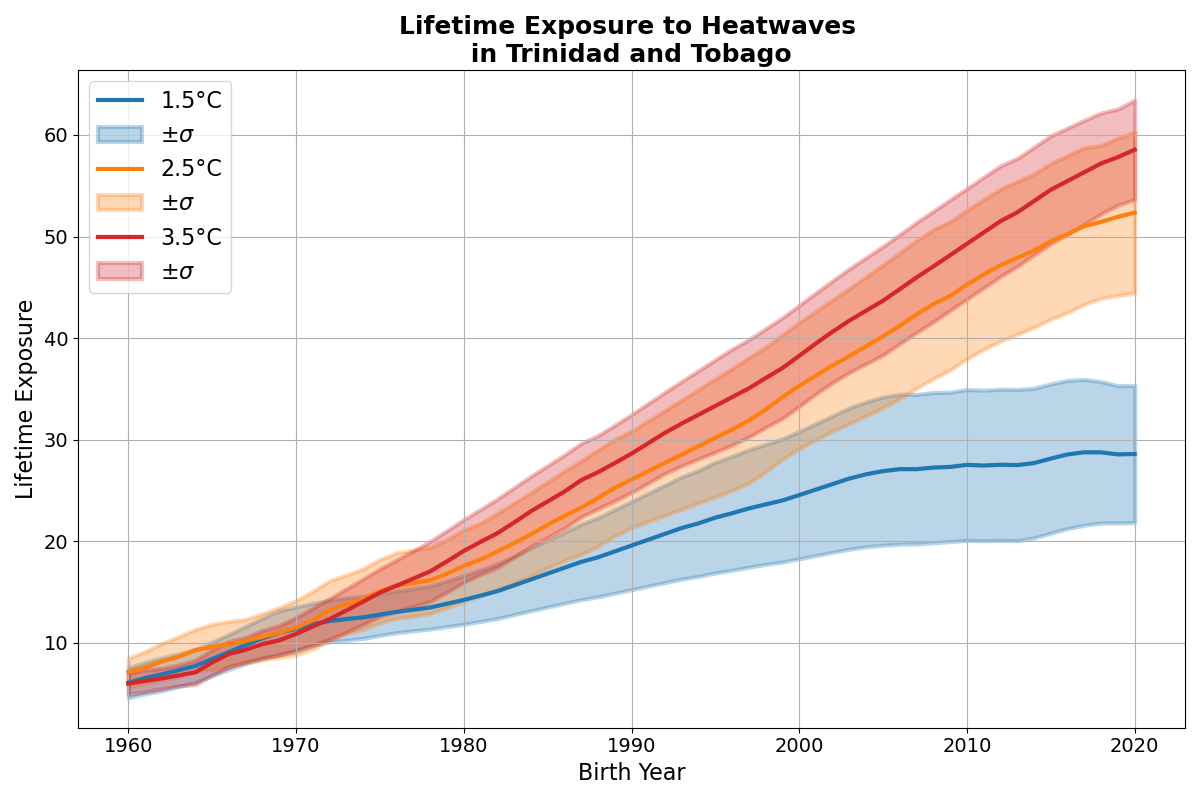 Lifetime Exposure to Heatwaves
in Trinidad and Tobago
1.5°C
±σ
2.5°C
±σ
3.5°C
±σ
Lifetime Exposure
60
50
40
30
20
10
1960 1970 1980 1990 2000 2010 2020
Birth Year